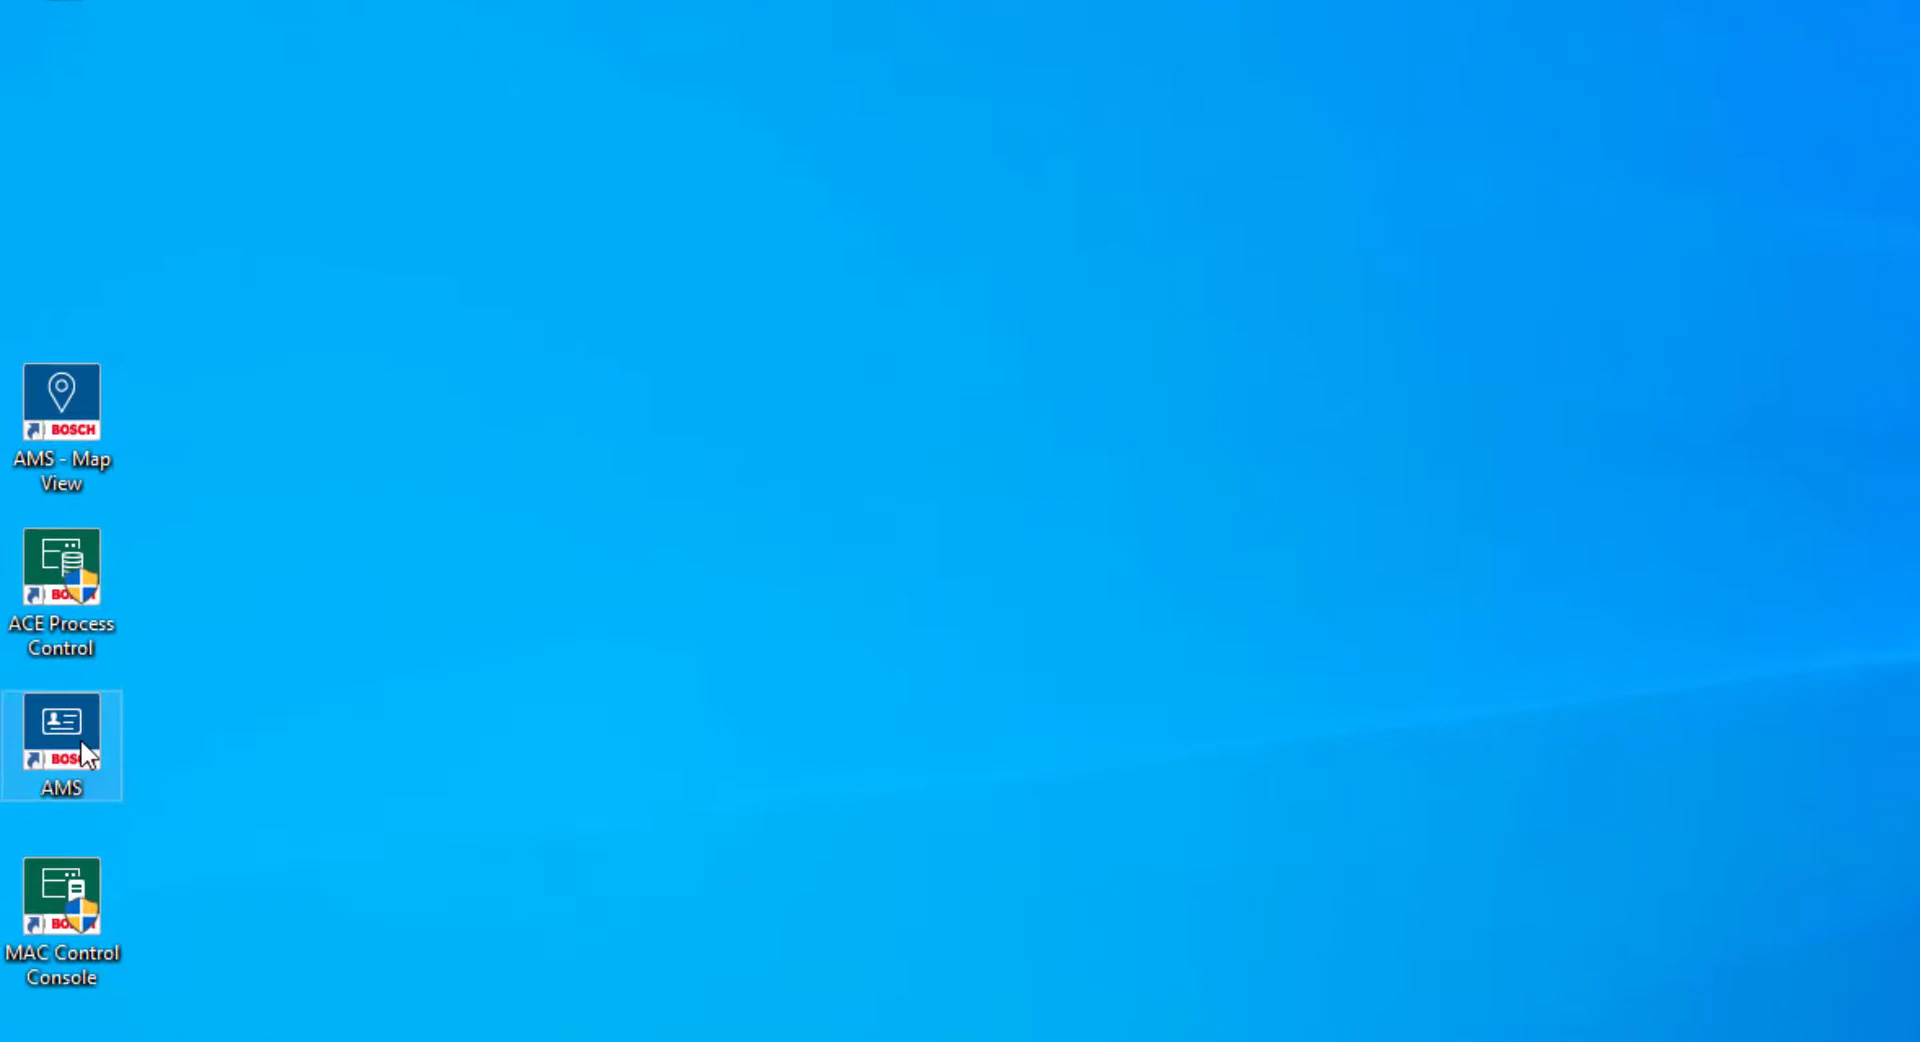 BOSCH
AMS - Map
View
ACE Process
Control
AMS
MAC Control
Console